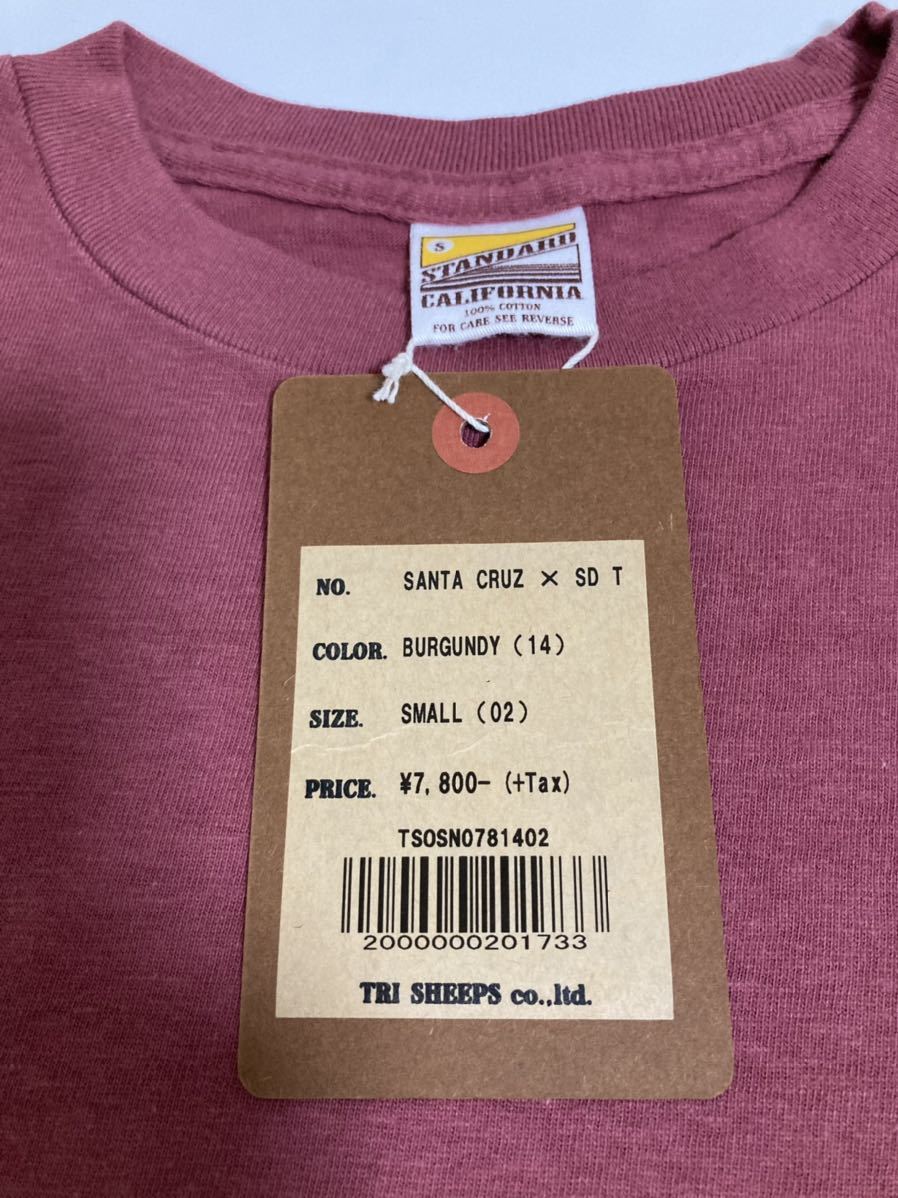 S
STANDARD
CALIFORNIA
100% COTTON
FOR CARE SEE REVERSE
NO. SANTA CRUZ × SD T
COLOR. BURGUNDY (14)
SIZE. SMALL (02)
PRICE. ¥7,800- (+Tax)
TSOSN0781402
2000000201733
TRI SHEEPS co.,ltd.